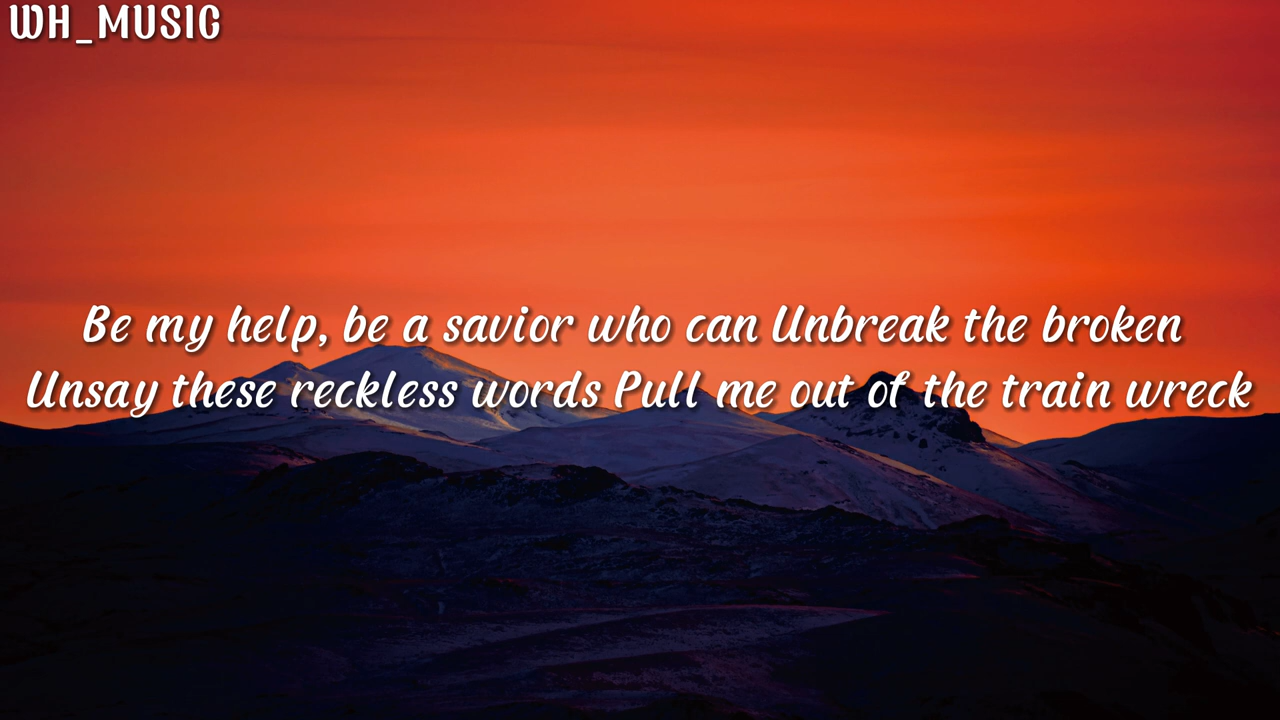 WH_MUSIC
Be my help, be a savior who can Unbreak the broken
Unsay these reckless words Pull me out of the train wreck